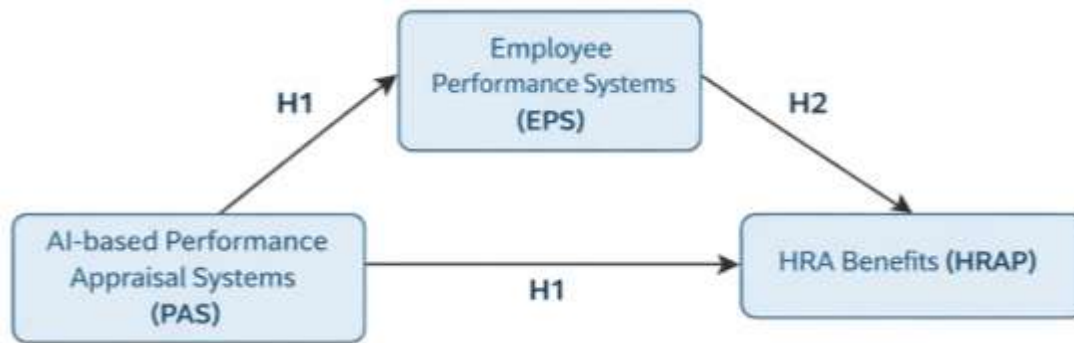 Employee
Performance Systems
(EPS)
H1
H2
AI-based Performance
Appraisal Systems
(PAS)
H1
HRA Benefits (HRAP)